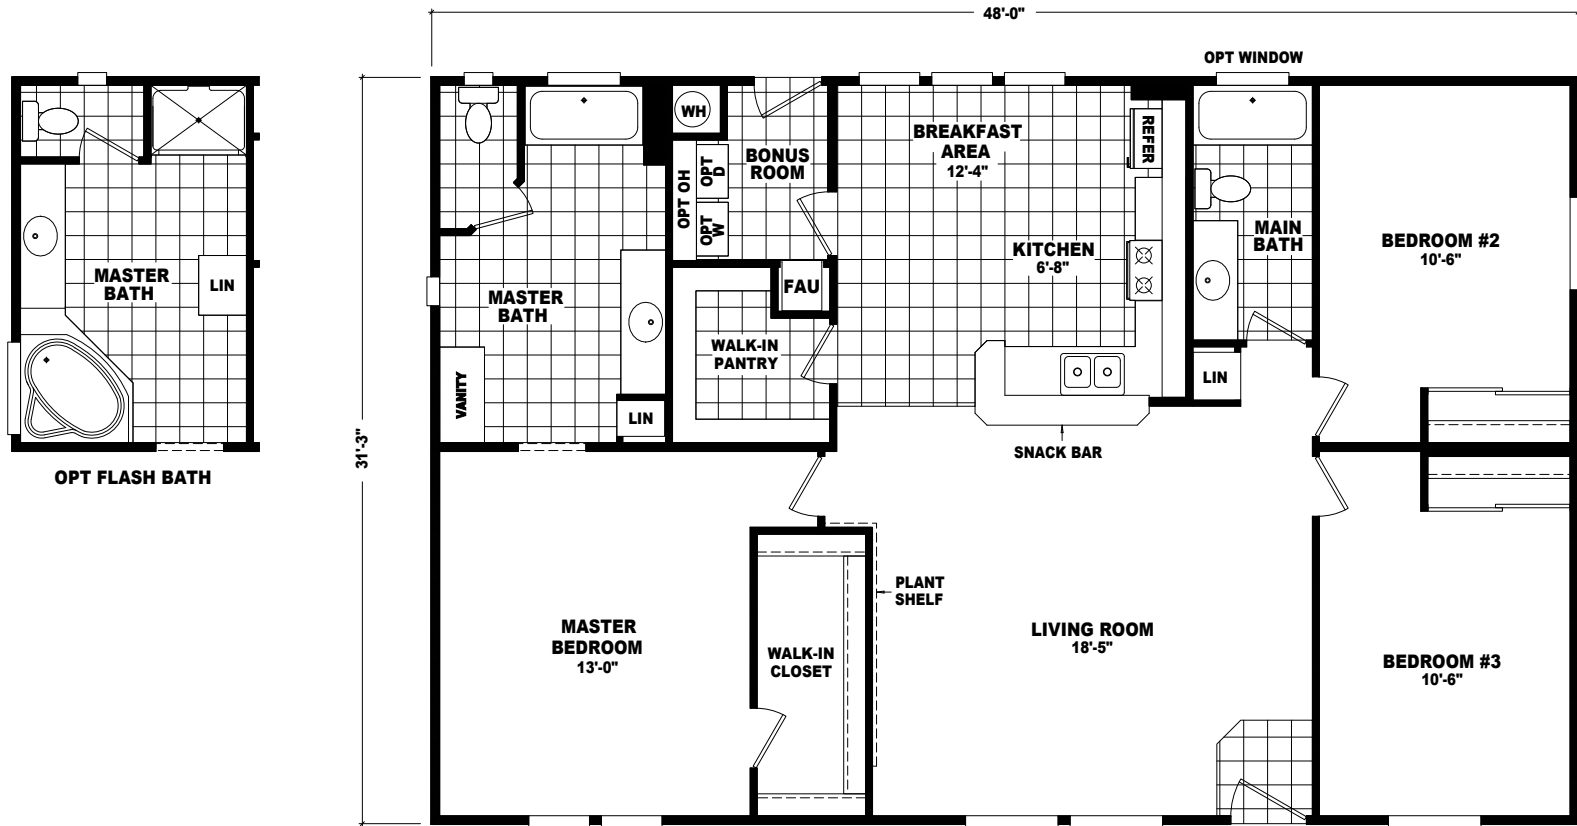 48'-0"
OPT WINDOW
31'-3"
MASTER
BATH
LIN
OPT FLASH BATH
MASTER
BATH
VANITY
LIN
WH
OPT OH
OPT
D
OPT
W
BONUS
ROOM
FAU
WALK-IN
PANTRY
BREAKFAST
AREA
12'-4"
REFER
KITCHEN
6'-8"
SNACK BAR
MAIN
BATH
LIN
BEDROOM #2
10'-6"
MASTER
BEDROOM
13'-0"
WALK-IN
CLOSET
PLANT
SHELF
LIVING ROOM
18'-5"
BEDROOM #3
10'-6"